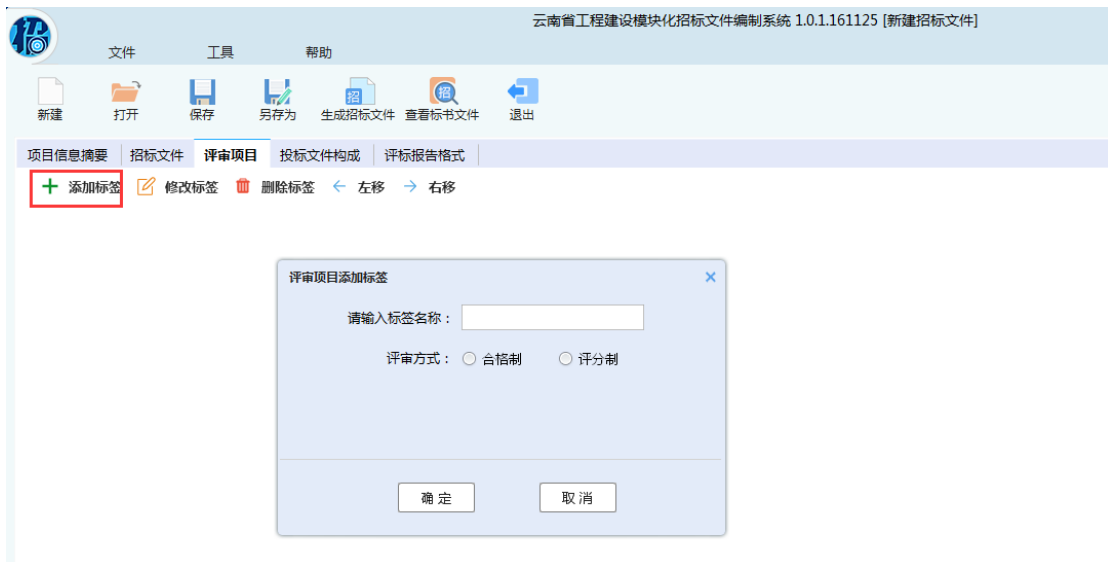 云南省工程建设模块化招标文件编制系统 1.0.1.161125 [新建招标文件]
文件 工具 帮助
新建 打开 保存 另存为 生成招标文件 查看标书文件 退出
项目信息摘要 招标文件 评审项目 投标文件构成 评标报告格式
添加标签 修改标签 删除标签 左移 右移
评审项目添加标签
请输入标签名称：
评审方式： 合格制 评分制
确定 取消